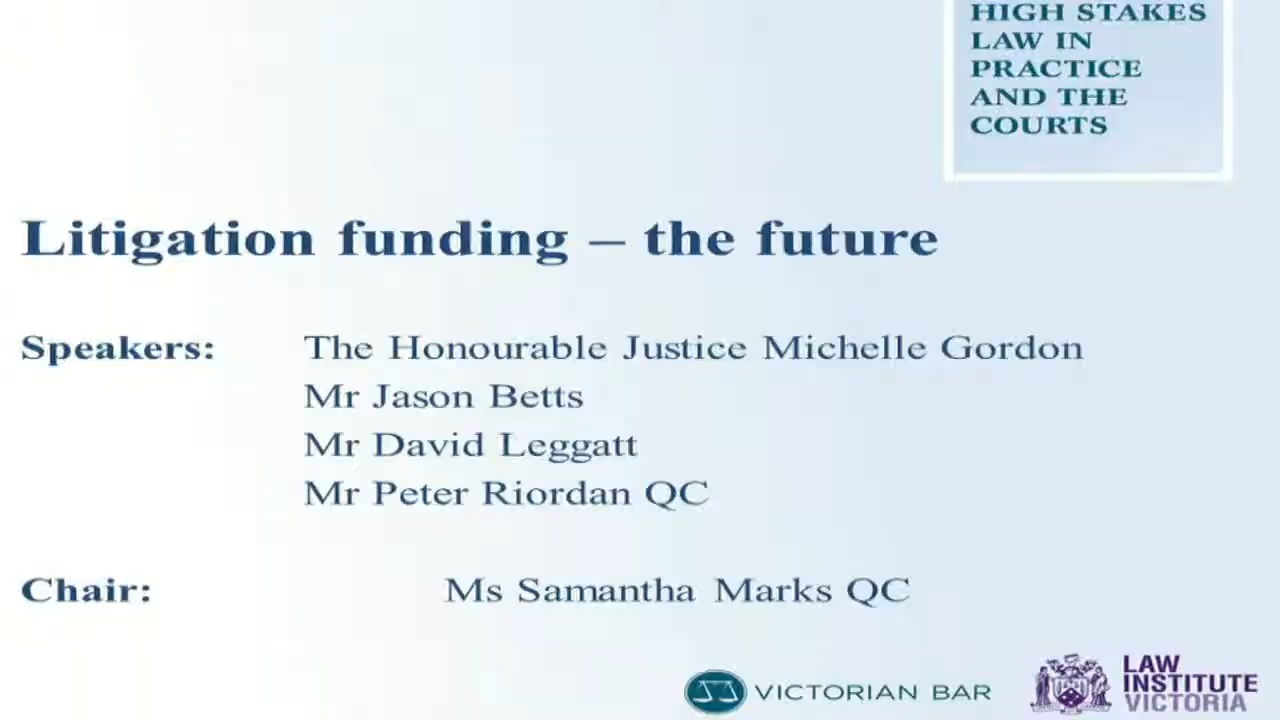 HIGH STAKES
LAW IN
PRACTICE
AND THE
COURTS
Litigation funding – the future
Speakers: The Honourable Justice Michelle Gordon
Mr Jason Betts
Mr David Leggatt
Mr Peter Riordan QC
Chair: Ms Samantha Marks QC
VICTORIAN BAR
LAW
INSTITUTE
VICTORIA